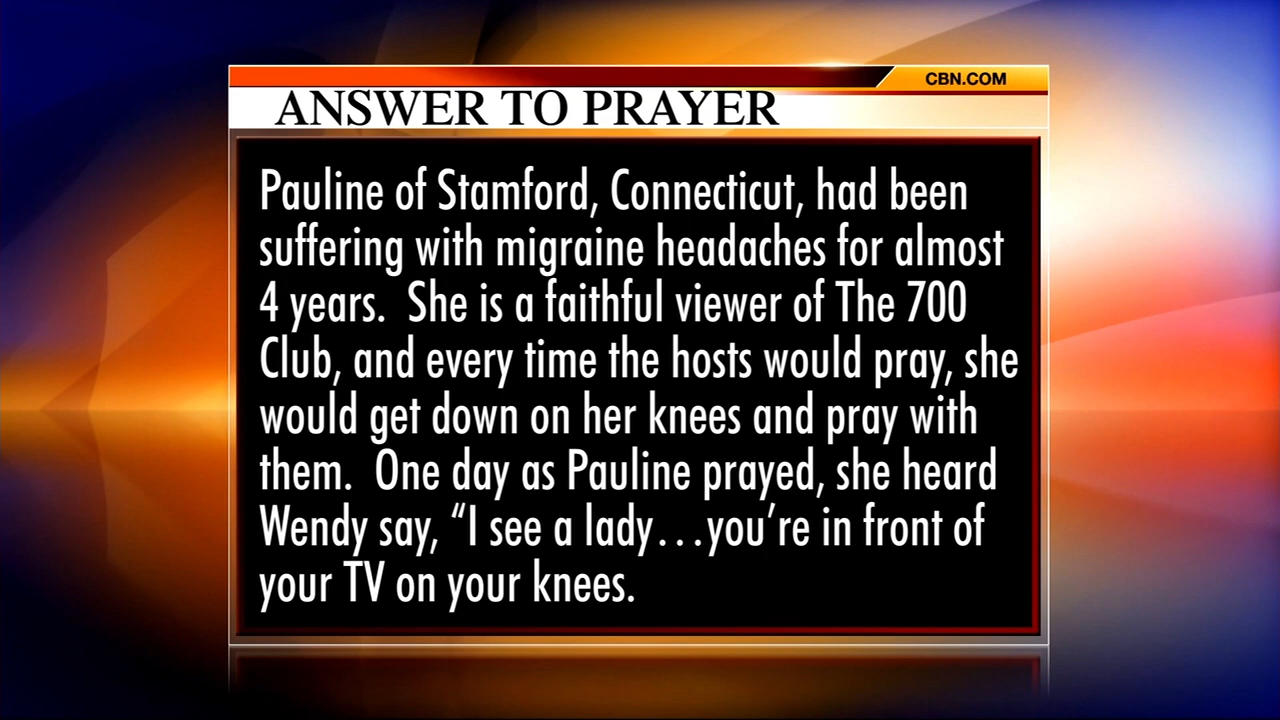 CBN.COM
ANSWER TO PRAYER
Pauline of Stamford, Connecticut, had been
suffering with migraine headaches for almost
4 years.  She is a faithful viewer of The 700
Club, and every time the hosts would pray, she
would get down on her knees and pray with
them.  One day as Pauline prayed, she heard
Wendy say, “I see a lady…you’re in front of
your TV on your knees.